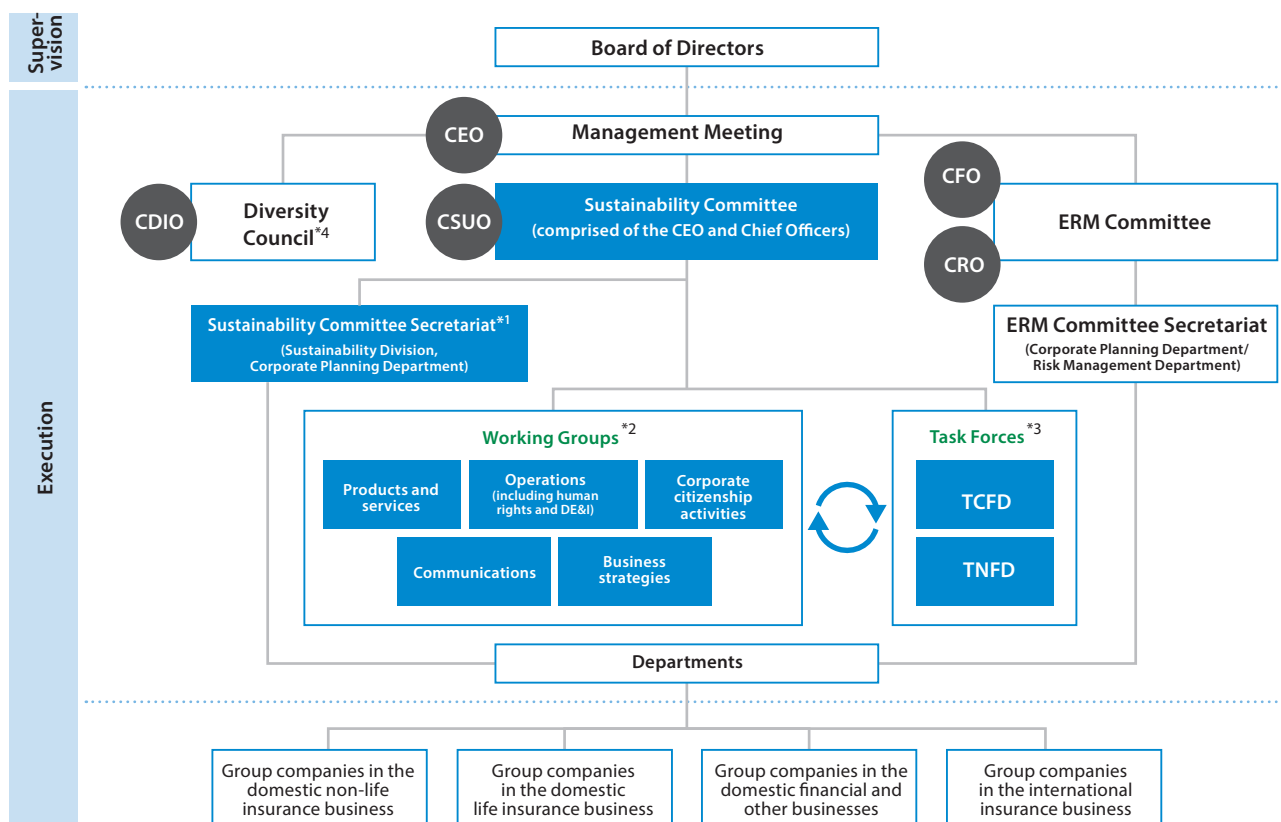 Super-
vision
Board of Directors
Execution
CEO
Management Meeting
CDIO
Diversity
Council*4
CSUO
Sustainability Committee
(comprised of the CEO and Chief Officers)
CFO
CRO
ERM Committee
Sustainability Committee Secretariat*1
(Sustainability Division,
Corporate Planning Department)
ERM Committee Secretariat
(Corporate Planning Department/
Risk Management Department)
Working Groups*2
Products and
services
Operations
(including human
rights and DE&I)
Corporate
citizenship
activities
Communications
Business
strategies
Task Forces*3
TCFD
TNFD
Departments
Group companies in the
domestic non-life
insurance business
Group companies
in the domestic
life insurance business
Group companies in the
domestic financial and
other businesses
Group companies
in the international
insurance business